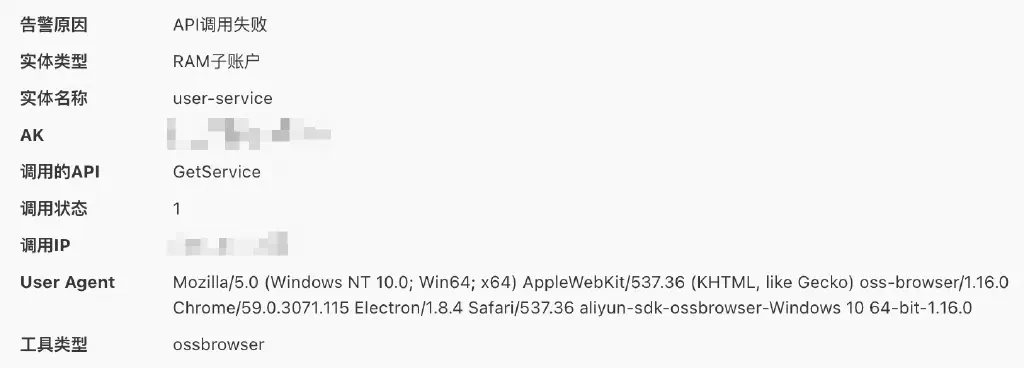 告警原因 API调用失败
实体类型 RAM子账户
实体名称 user-service
AK
调用的API GetService
调用状态 1
调用IP
User Agent Mozilla/5.0 (Windows NT 10.0; Win64; x64) AppleWebKit/537.36 (KHTML, like Gecko) oss-browser/1.16.0
Chrome/59.0.3071.115 Electron/1.8.4 Safari/537.36 aliyun-sdk-ossbrowser-Windows 10 64-bit-1.16.0
工具类型 ossbrowser